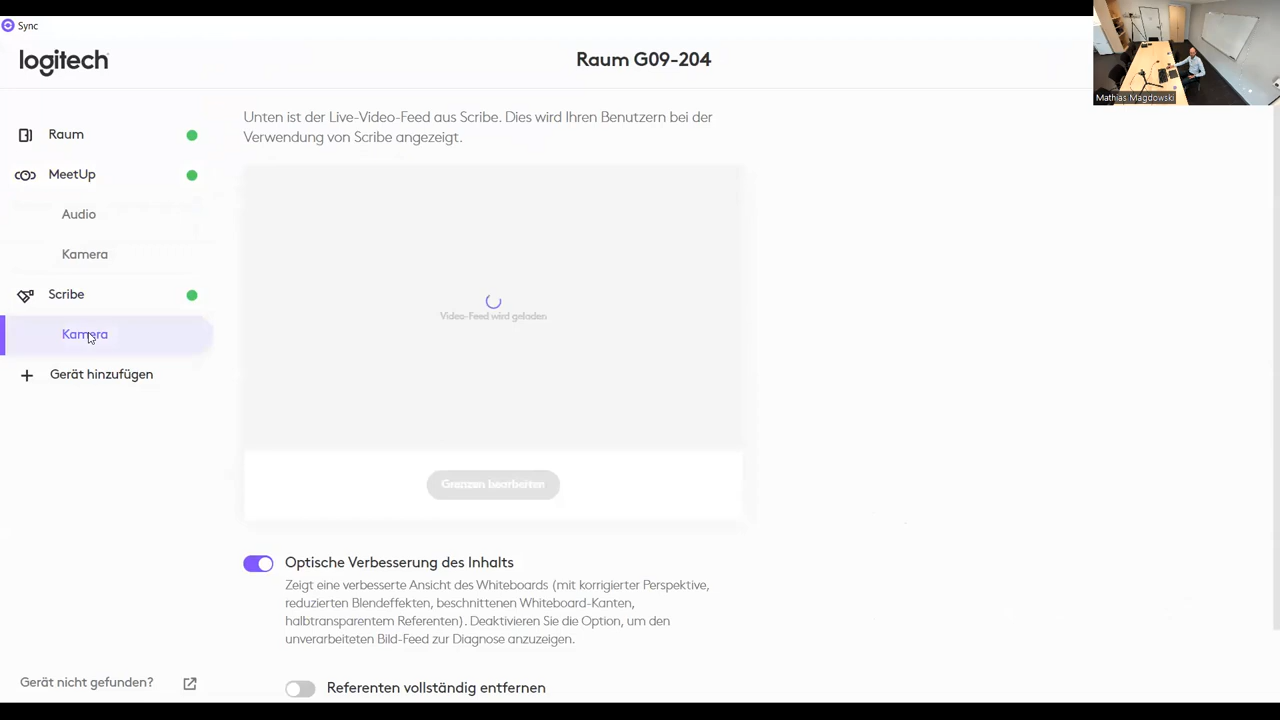 Sync
logitech
Raum G09-204
Mathias Magdowski
Raum
MeetUp
Audio
Kamera
Scribe
Kamera
Gerät hinzufügen
Gerät nicht gefunden?
Unten ist der Live-Video-Feed aus Scribe. Dies wird Ihren Benutzern bei der
Verwendung von Scribe angezeigt.
Video-Feed wird geladen
Grenzen bearbeiten
Optische Verbesserung des Inhalts
Zeigt eine verbesserte Ansicht des Whiteboards (mit korrigierter Perspektive,
reduzierten Blendeffekten, beschnittenen Whiteboard-Kanten,
halbtransparentem Referenten). Deaktivieren Sie die Option, um den
unverarbeiteten Bild-Feed zur Diagnose anzuzeigen.
Referenten vollständig entfernen